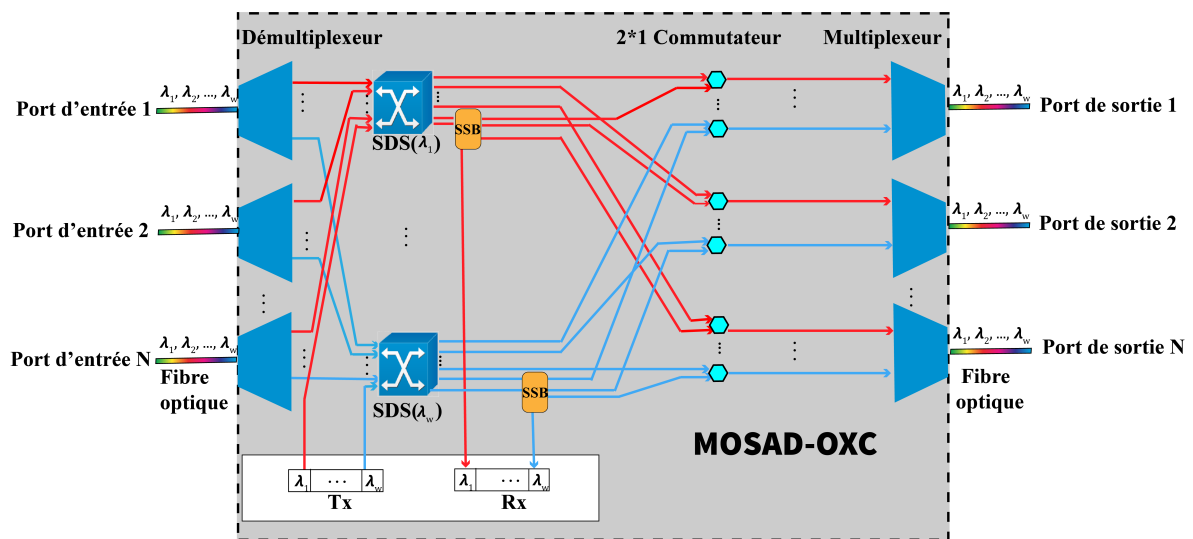 Démultiplexeur
2*1 Commutateur
Multiplexeur
λ1, λ2, ..., λw
Port d'entrée 1
SDS(λ1)
SSB
λ1, λ2, ..., λw
Port de sortie 1
λ1, λ2, ..., λw
Port d'entrée 2
λ1, λ2, ..., λw
Port de sortie 2
λ1, λ2, ..., λw
Port d'entrée N
Fibre
optique
SDS(λw)
SSB
λ1, λ2, ..., λw
Port de sortie N
Fibre
optique
MOSAD-OXC
λ1 ... λw
Tx
λ1 ... λw
Rx